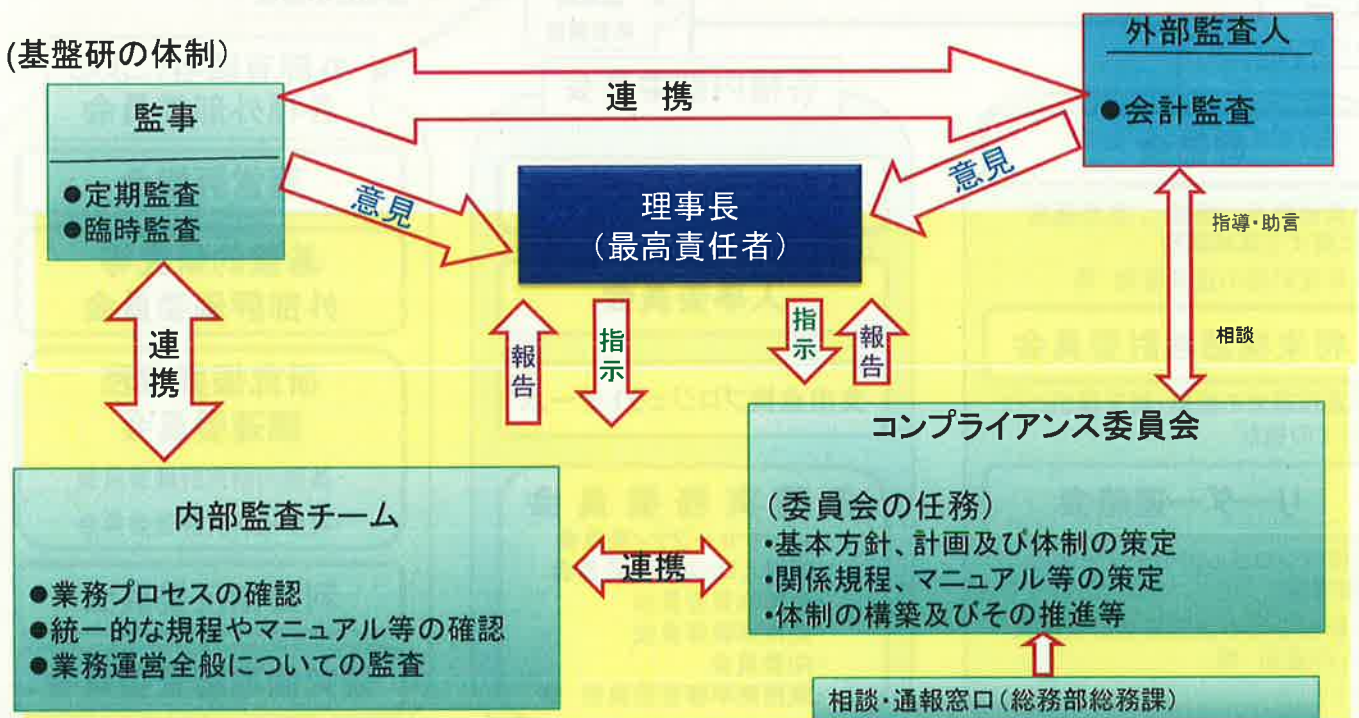 (基盤研の体制)
外部監査人
●会計監査
連携
監事
●定期監査
●臨時監査
意見
意見
理事長
(最高責任者)
指導・助言
相談
連携
報告
指示
指示
報告
コンプライアンス委員会
(委員会の任務)
・基本方針、計画及び体制の策定
・関係規程、マニュアル等の策定
・体制の構築及びその推進等
内部監査チーム
●業務プロセスの確認
●統一的な規程やマニュアル等の確認
●業務運営全般についての監査
連携
相談・通報窓口(総務部総務課)